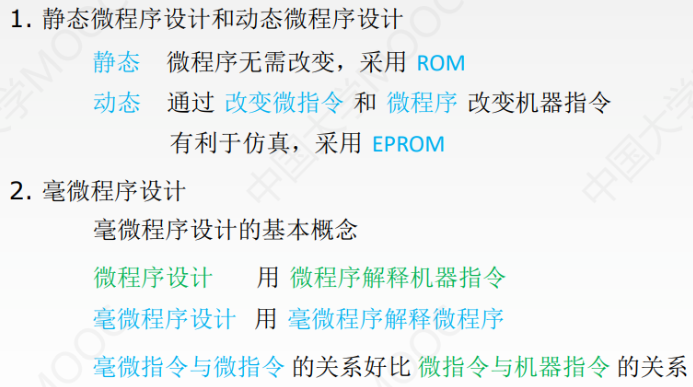 1. 静态微程序设计和动态微程序设计
静态 微程序无需改变，采用 ROM
动态 通过 改变微指令 和 微程序 改变机器指令
有利于仿真，采用 EPROM
2. 毫微程序设计
毫微程序设计的基本概念
微程序设计 用 微程序解释机器指令
毫微程序设计 用 毫微程序解释微程序
毫微指令与微指令 的关系好比 微指令与机器指令 的关系